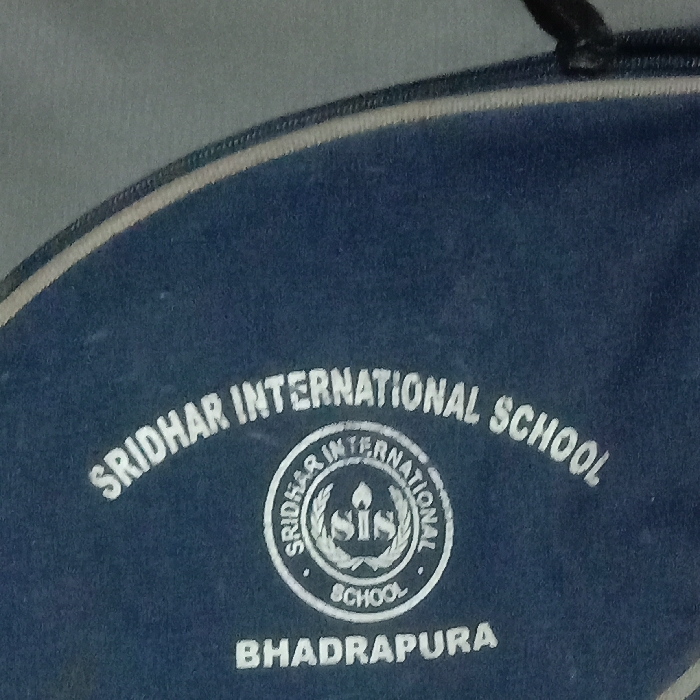 SRIDHAR INTERNATIONAL SCHOOL
SRIDHAR INTERNATIONAL
SIS
SCHOOL
BHADRAPURA